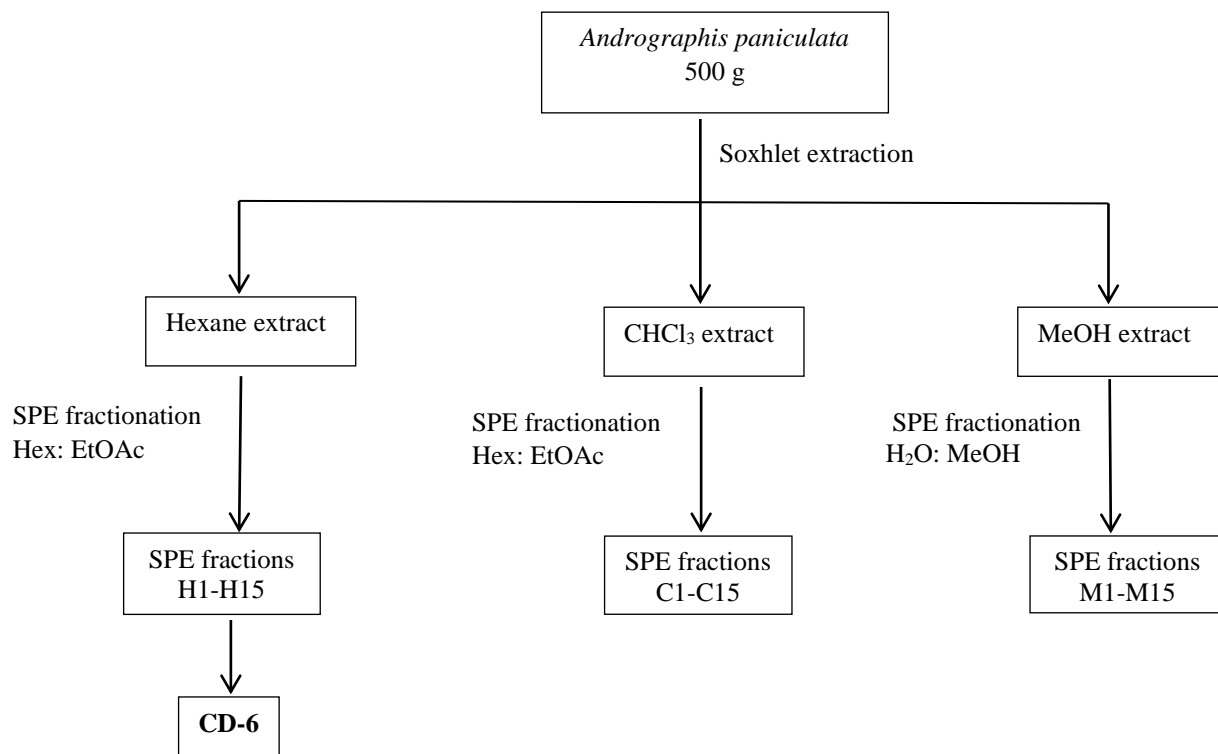 Andrographis paniculata
500 g
Soxhlet extraction
Hexane extract
CHCl₃ extract
MeOH extract
SPE fractionation
Hex: EtOAc
SPE fractionation
Hex: EtOAc
SPE fractionation
H₂O: MeOH
SPE fractions
H1-H15
SPE fractions
C1-C15
SPE fractions
M1-M15
CD-6